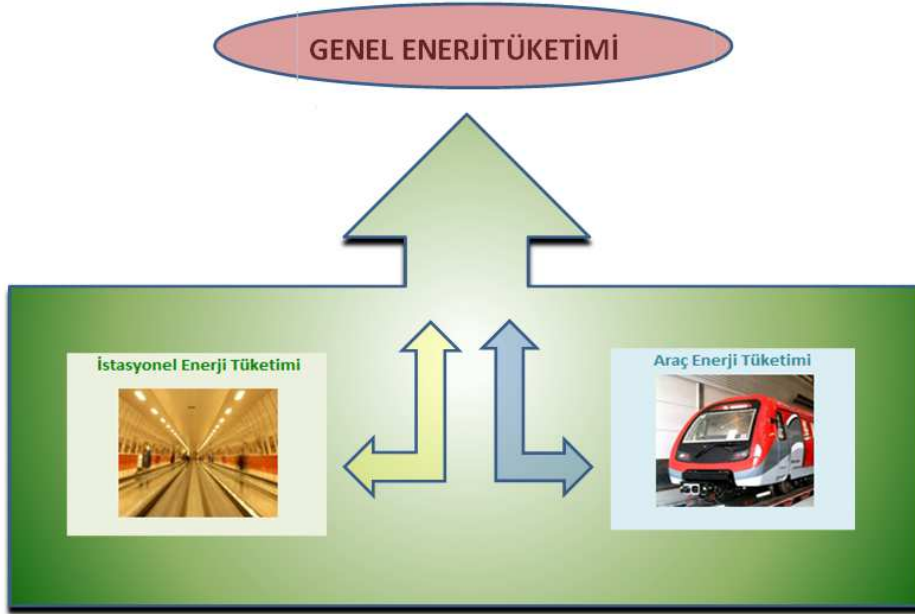 GENEL ENERJİTÜKETİMİ
İstasyonel Enerji Tüketimi
Araç Enerji Tüketimi